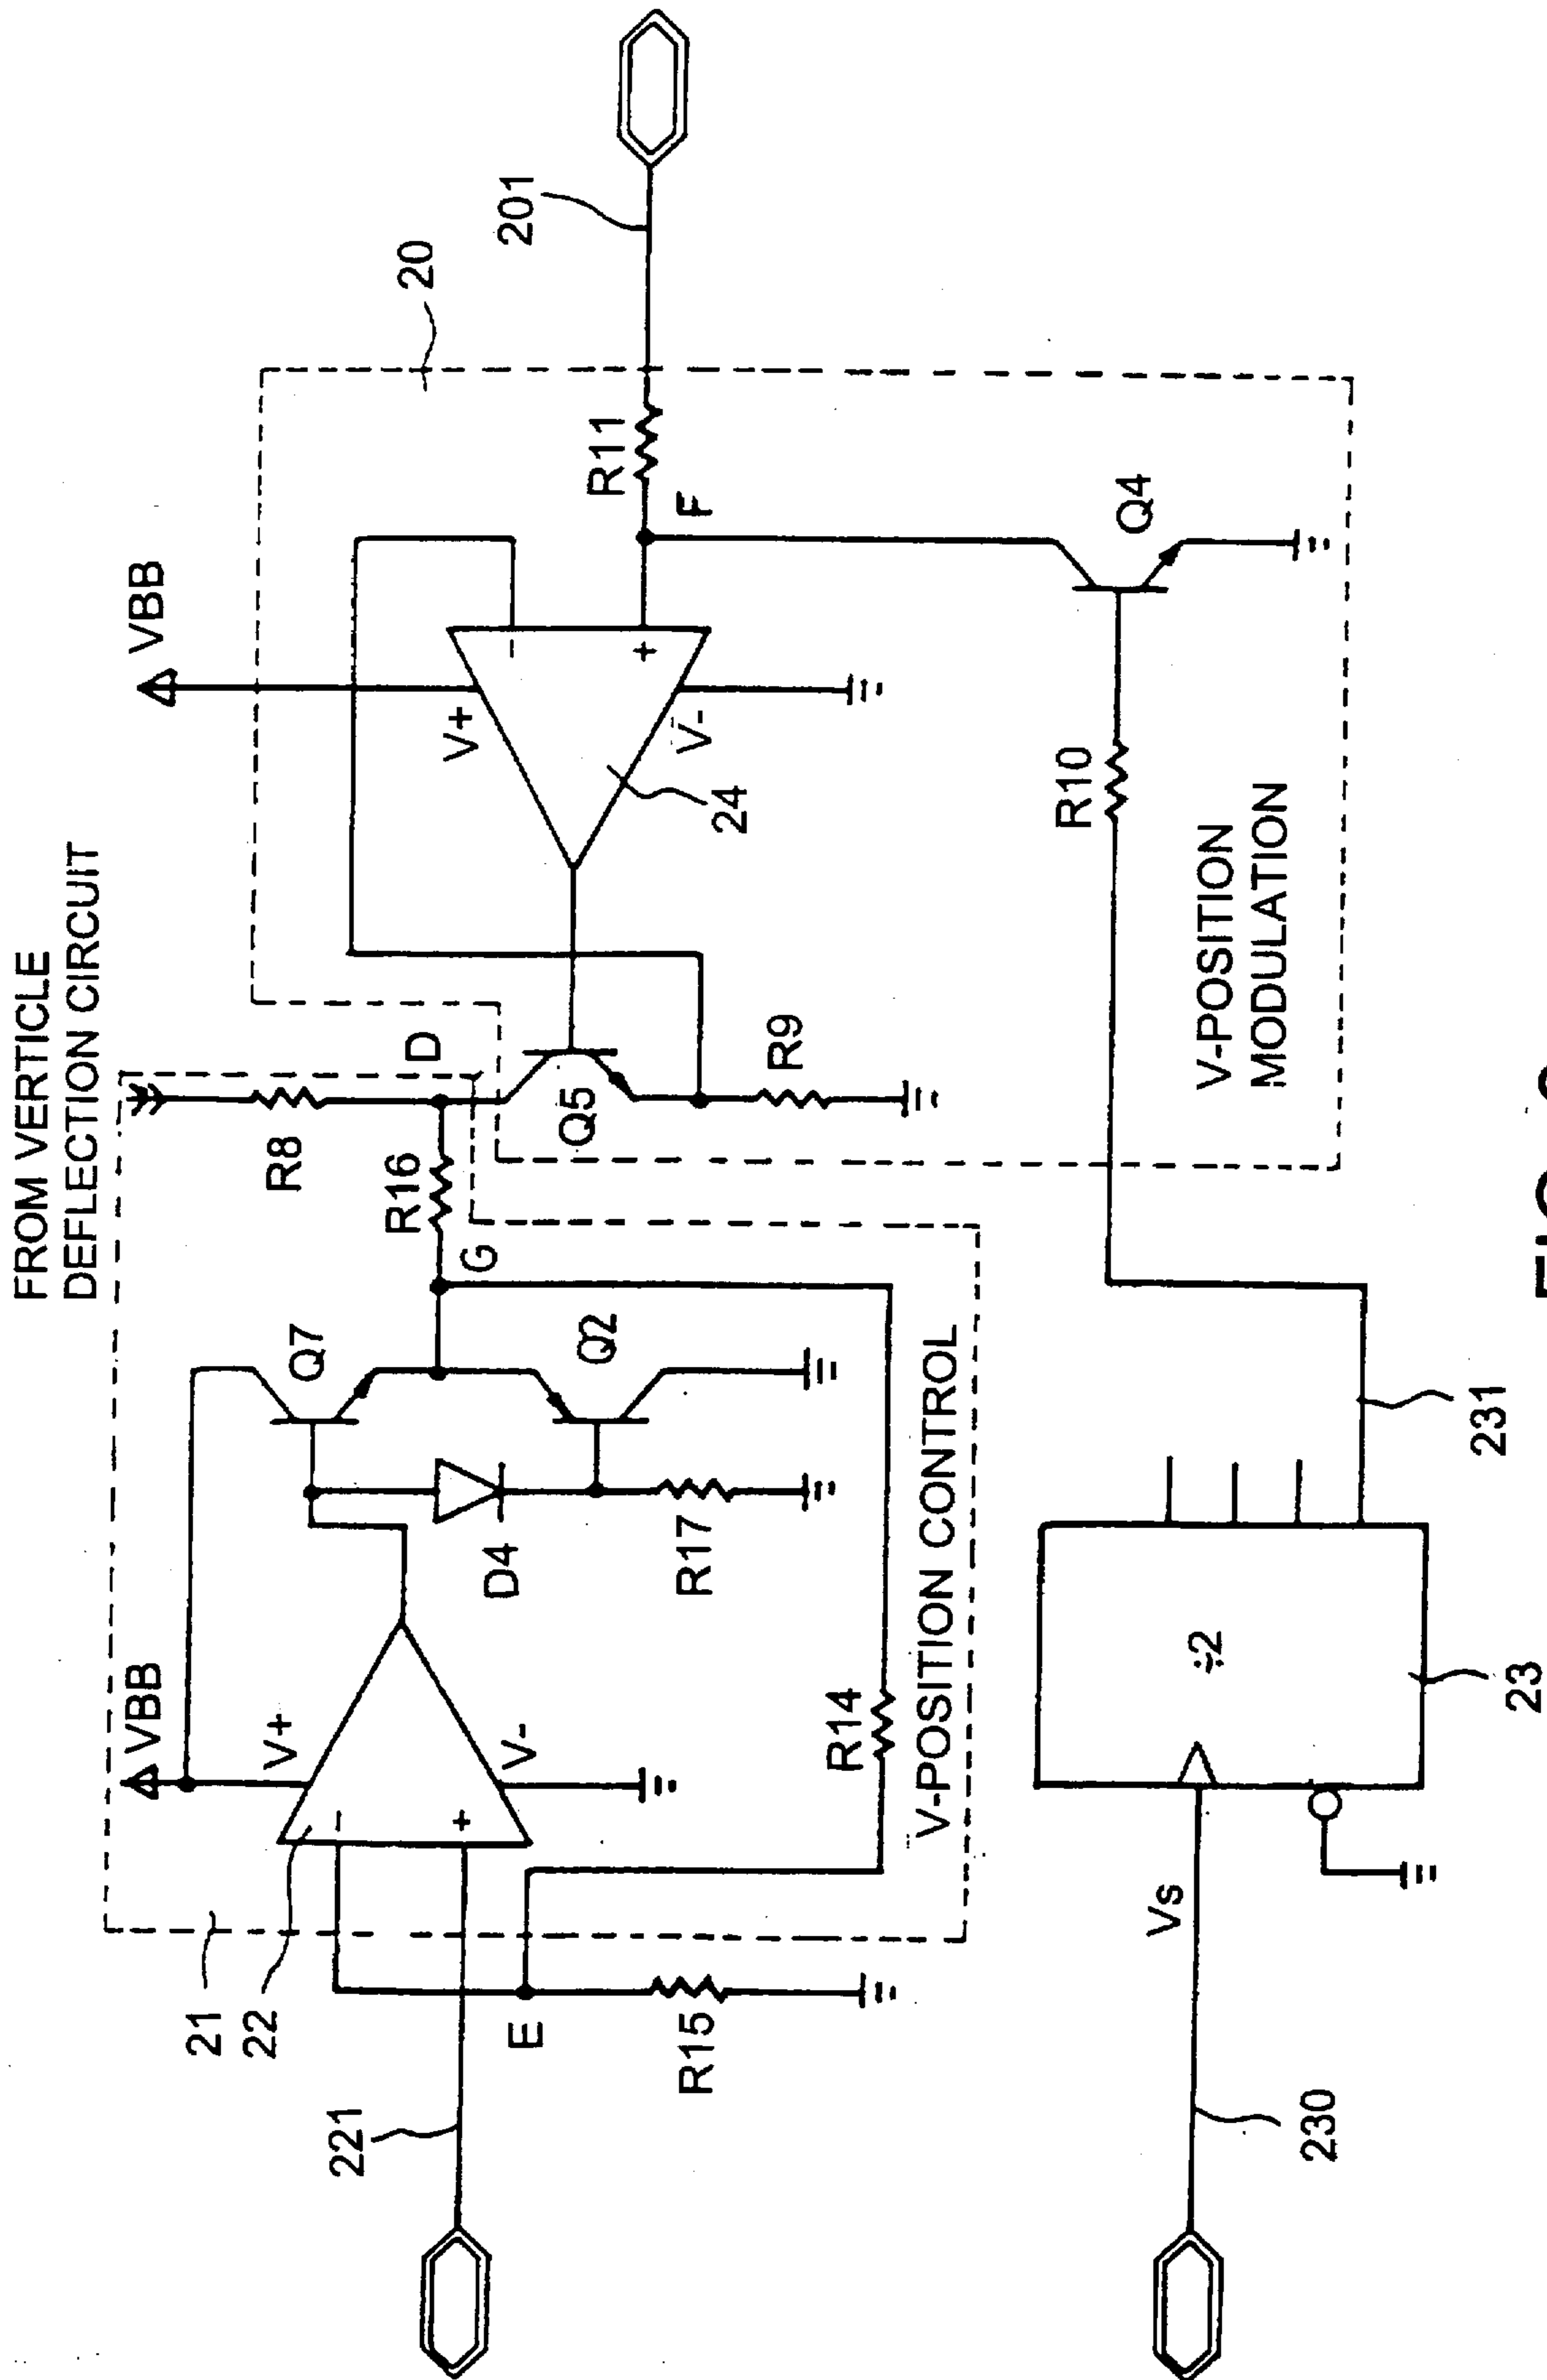 FROM VERTICLE
DEFLECTION CIRCUIT
VBB
VBB
20
201
21
22
221
V+
V-
-
+
D4
R17
Q7
Q2
G
R16
R8
D
Q5
R9
V+
V-
-
+
24
R11
F
Q4
R10
E
R15
R14
V-POSITION CONTROL
V-POSITION
MODULATION
Vs
230
÷2
23
231
FIG.